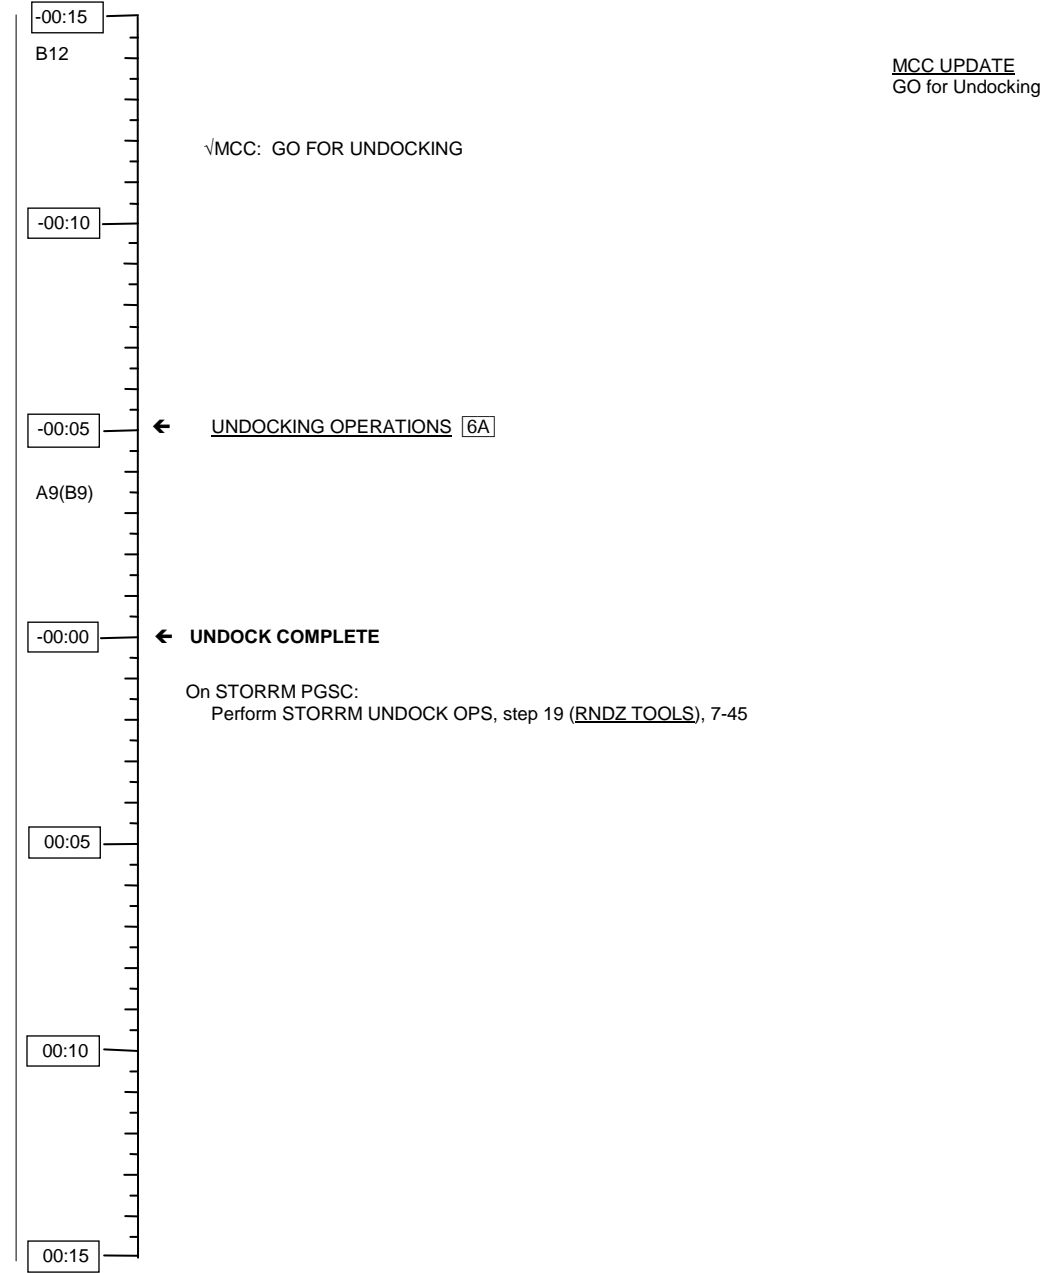 -00:15
B12
MCC UPDATE
GO for Undocking
√MCC: GO FOR UNDOCKING
-00:10
-00:05
← UNDOCKING OPERATIONS 6A
A9(B9)
-00:00
← UNDOCK COMPLETE
On STORRM PGSC:
Perform STORRM UNDOCK OPS, step 19 (RNDZ TOOLS), 7-45
00:05
00:10
00:15